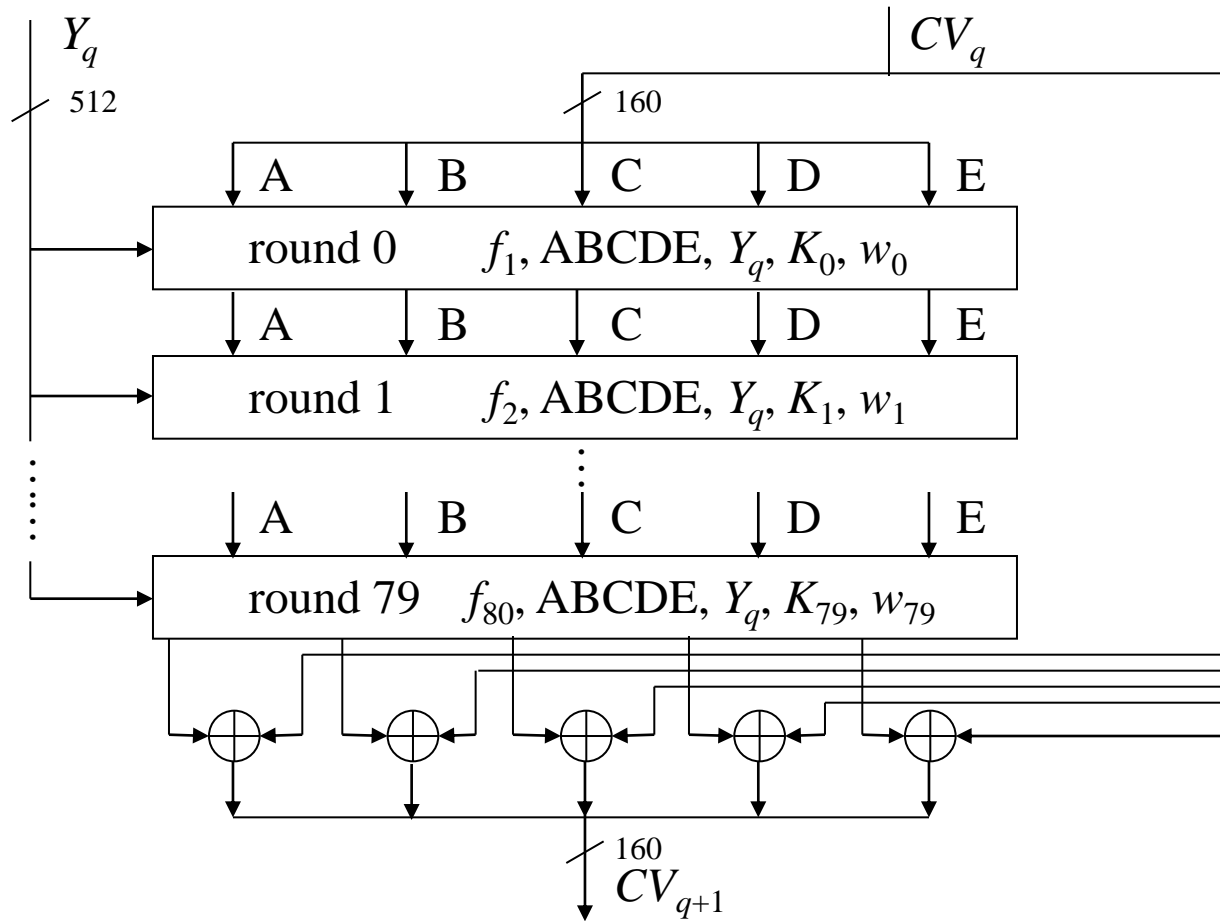 Y_q CV_q
512 160
A B C D E
round 0 f_1, ABCDE, Y_q, K_0, w_0
A B C D E
round 1 f_2, ABCDE, Y_q, K_1, w_1
A B C D E
round 79 f_80, ABCDE, Y_q, K_79, w_79
160
CV_q+1